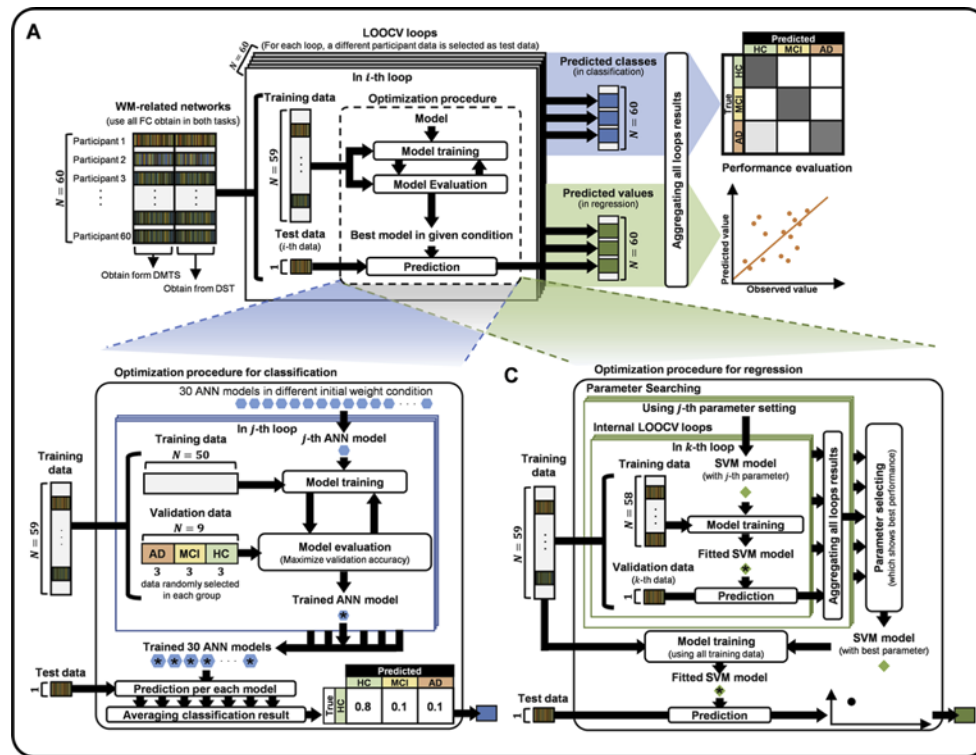 A
LOOCV loops
(For each loop, a different participant data is selected as test data)
N = 60
In i-th loop
WM-related networks
(use all FC obtain in both tasks)
Participant 1
Participant 2
Participant 3
Participant 60
N = 60
Obtain form DMTS
Obtain from DST
Training data
N = 59
Test data
(i-th data)
1
Optimization procedure
Model
Model training
Model Evaluation
Best model in given condition
Prediction
Predicted classes
(in classification)
N = 60
Predicted values
(in regression)
N = 60
Aggregating all loops results
Predicted
HC MCI AD
True
HC
MCI
AD
Performance evaluation
Predicted value
Observed value
Optimization procedure for classification
30 ANN models in different initial weight condition
In j-th loop
j-th ANN model
Training data
N = 59
Training data
N = 50
Model training
Validation data
N = 9
AD MCI HC
3 3 3
data randomly selected
in each group
Model evaluation
(Maximize validation accuracy)
Trained ANN model
Trained 30 ANN models
Test data
1
Prediction per each model
Averaging classification result
Predicted
HC MCI AD
True
HC
0.8 0.1 0.1
C
Optimization procedure for regression
Parameter Searching
Using j-th parameter setting
Internal LOOCV loops
In k-th loop
Training data
N = 59
Training data
N = 58
SVM model
(with j-th parameter)
Model training
Fitted SVM model
Validation data
(k-th data)
1
Prediction
Aggregating all loops results
Parameter selecting
(which shows best performance)
Model training
(using all training data)
SVM model
(with best parameter)
Fitted SVM model
Test data
1
Prediction